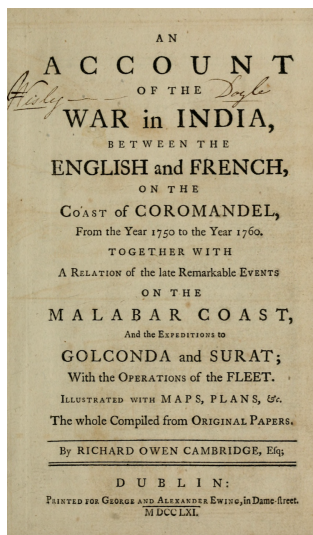 AN
ACCOUNT
OF THE
Doyle
WAR in INDIA,
BETWEEN THE
ENGLISH and FRENCH,
ON THE
COAST of COROMANDEL,
From the Year 1750 to the Year 1760.
TOGETHER WITH
A RELATION of the late Remarkable EVENTS
ON THE
MALABAR COAST,
And the EXPEDITIONS to
GOLCONDA and SURAT;
With the OPERATIONS of the FLEET.
ILLUSTRATED WITH MAPS, PLANS, &c.
The whole Compiled from ORIGINAL PAPERS.
By RICHARD OWEN CAMBRIDGE, Esq;
DUBLIN:
PRINTED FOR GEORGE AND ALEXANDER EWING, in Dame-street.
M DCC LXI.